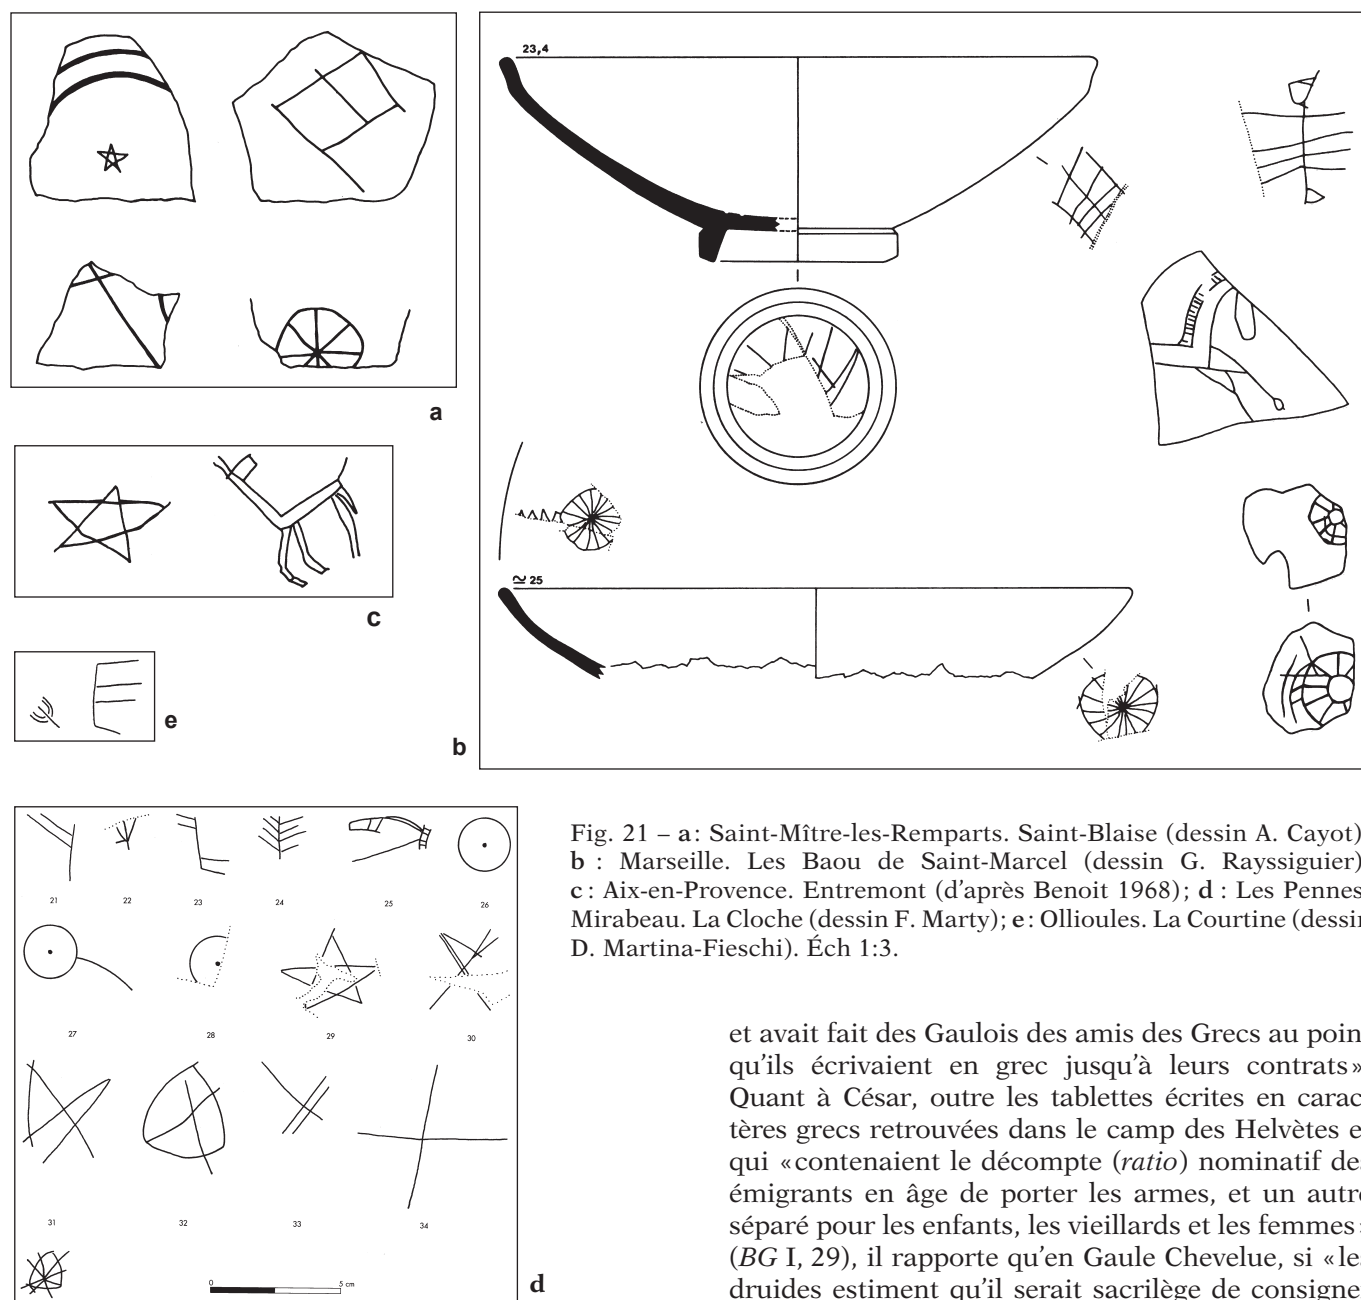 23,4
a
c
e
b
≃ 25
21 22 23 24 25 26
27 28 29 30
31 32 33 34
0 5 cm
d
Fig. 21 – a : Saint-Mître-les-Remparts. Saint-Blaise (dessin A. Cayot)
b : Marseille. Les Baou de Saint-Marcel (dessin G. Rayssiguier)
c : Aix-en-Provence. Entremont (d'après Benoit 1968) ; d : Les Pennes
Mirabeau. La Cloche (dessin F. Marty) ; e : Ollioules. La Courtine (dessin
D. Martina-Fieschi). Éch 1:3.
et avait fait des Gaulois des amis des Grecs au poin
qu'ils écrivaient en grec jusqu'à leurs contrats »
Quant à César, outre les tablettes écrites en carac
tères grecs retrouvées dans le camp des Helvètes e
qui « contenaient le décompte (ratio) nominatif des
émigrants en âge de porter les armes, et un autre
séparé pour les enfants, les vieillards et les femmes »
(BG I, 29), il rapporte qu'en Gaule Chevelue, si « les
druides estiment qu'il serait sacrilège de consigne